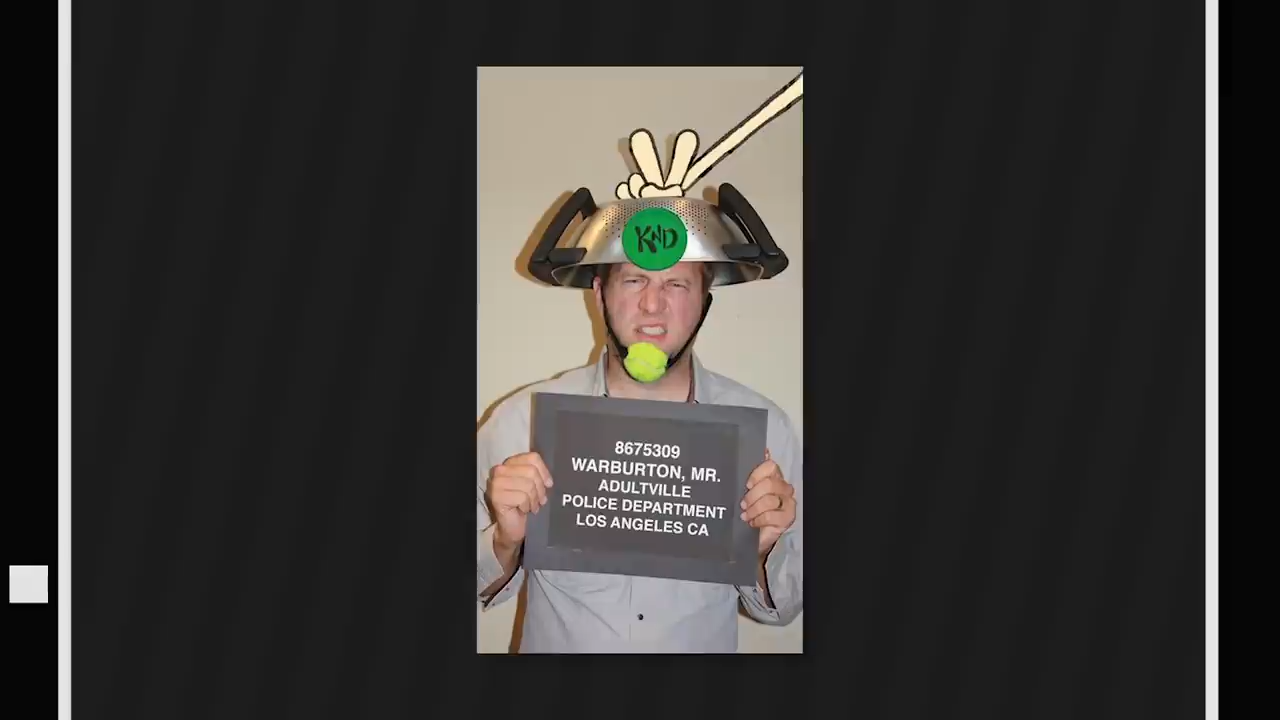 KND
8675309
WARBURTON, MR.
ADULTVILLE
POLICE DEPARTMENT
LOS ANGELES CA